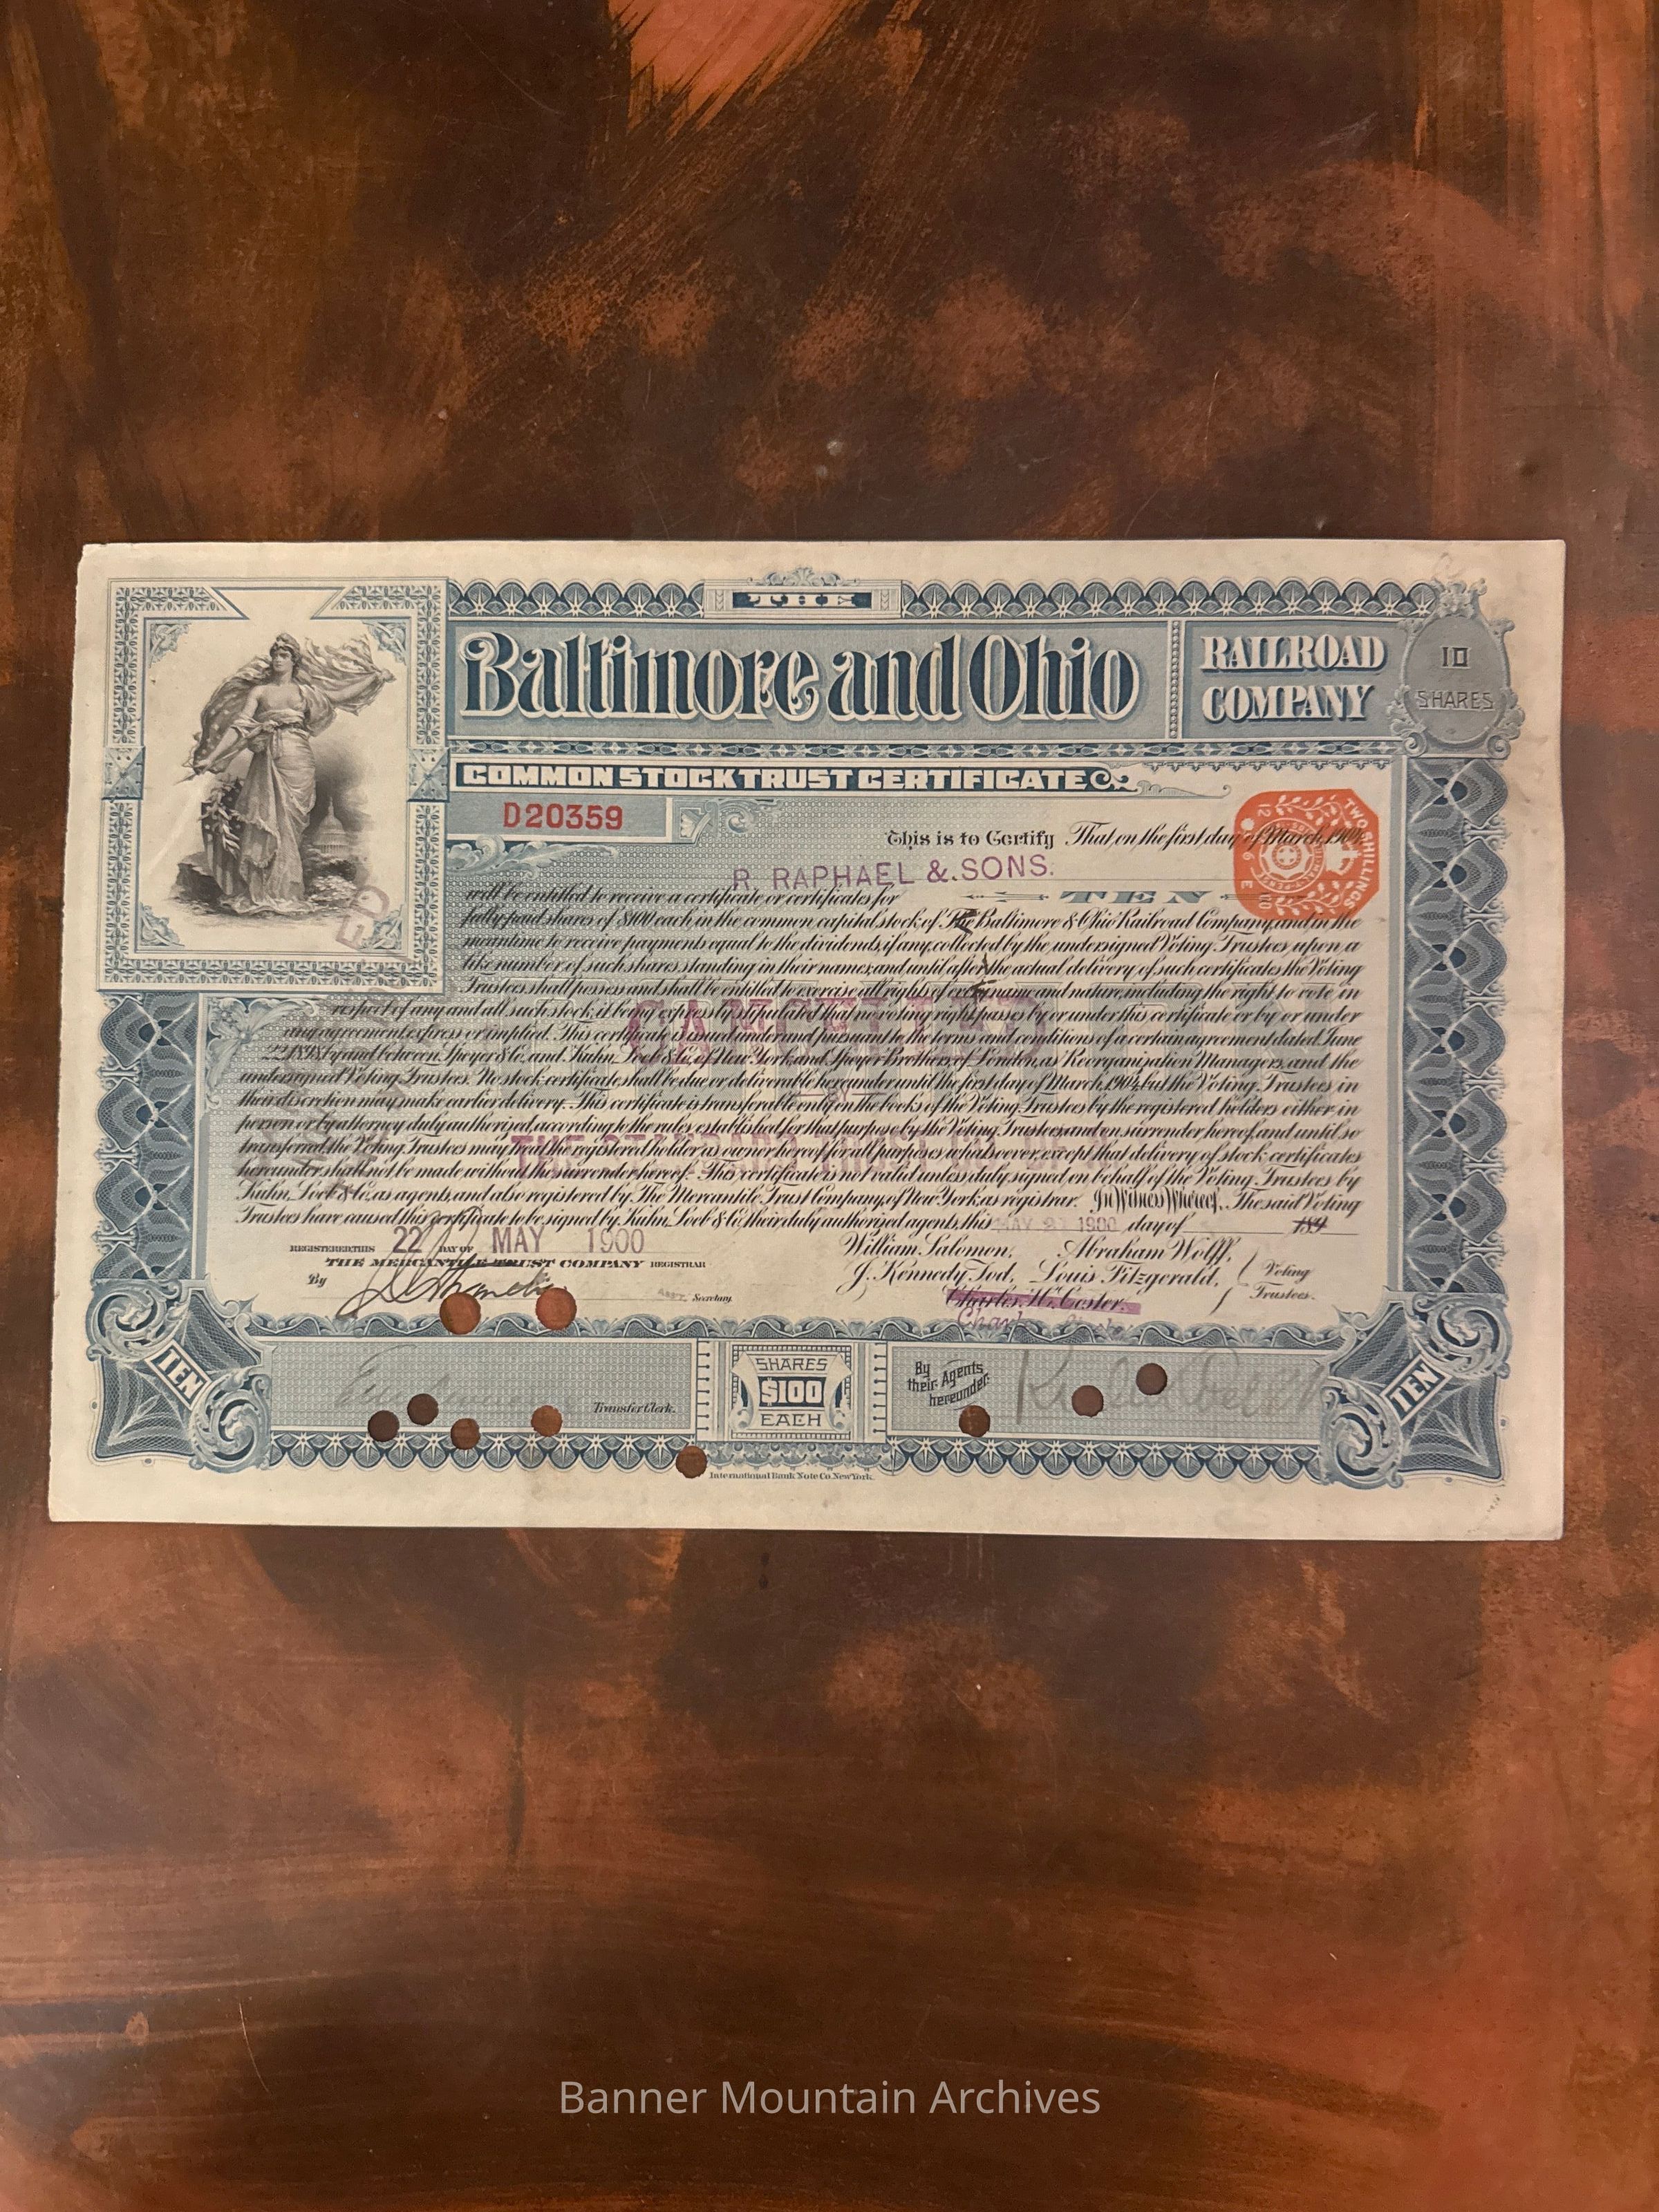 THE
Baltimore and Ohio
RAILROAD
COMPANY
10
SHARES
COMMON STOCK TRUST CERTIFICATE
D20359
This is to Certify That, on the first day of March, 1904,
TWO SHILLINGS
R. RAPHAEL & SONS.
will be entitled to receive a certificate or certificates for TEN
fully paid shares of $100 each, in the common capital stock of The Baltimore & Ohio Railroad Company, and in the
meantime to receive payments equal to the dividends, if any, collected by the undersigned Voting Trustees upon a
like number of such shares standing in their names, and until after the actual delivery of such certificates the Voting
Trustees shall possess and shall be entitled to exercise all rights of every name and nature, including the right to vote in
respect of any and all such stock, it being expressly stipulated that no voting right passes by or under this certificate or by or under
any agreement express or implied. This certificate is issued under and pursuant to the terms and conditions of a certain agreement dated June
22, 1898, by and between Speyer & Co. and Kuhn, Loeb & Co. of New York, and Speyer Brothers, of London, as Reorganization Managers, and the
undersigned Voting Trustees. No stock certificate shall be due or deliverable hereunder until the first day of March, 1904, but the Voting Trustees in
their discretion may make earlier delivery. This certificate is transferable only on the books of the Voting Trustees by the registered holders either in
person or by attorney duly authorized, according to the rules established for that purpose by the Voting Trustees, and on surrender hereof, and until so
transferred, the Voting Trustees may treat the registered holder as owner hereof for all purposes whatsoever, except that delivery of stock certificates
hereunder shall not be made without the surrender hereof. This certificate is not valid unless duly signed on behalf of the Voting Trustees by
Kuhn, Loeb & Co. as agents, and also registered by The Mercantile Trust Company, of New York, as registrar. In Witness Whereof, The said Voting
Trustees have caused this certificate to be signed by Kuhn, Loeb & Co. their duly authorized agents, this MAY 1900 day of 189
CANCELLED
REGISTERED THIS 22 DAY OF MAY 1900
THE MERCANTILE TRUST COMPANY REGISTRAR
By
Secretary.
William Salomon, Abraham Wolff,
J. Kennedy Tod, Louis Fitzgerald,
Charles H. Coster.
Voting
Trustees.
TEN
Transfer Clerk.
SHARES
$100
EACH
By
their Agents
hereunder:
TEN
International Bank Note Co. New York.
Banner Mountain Archives